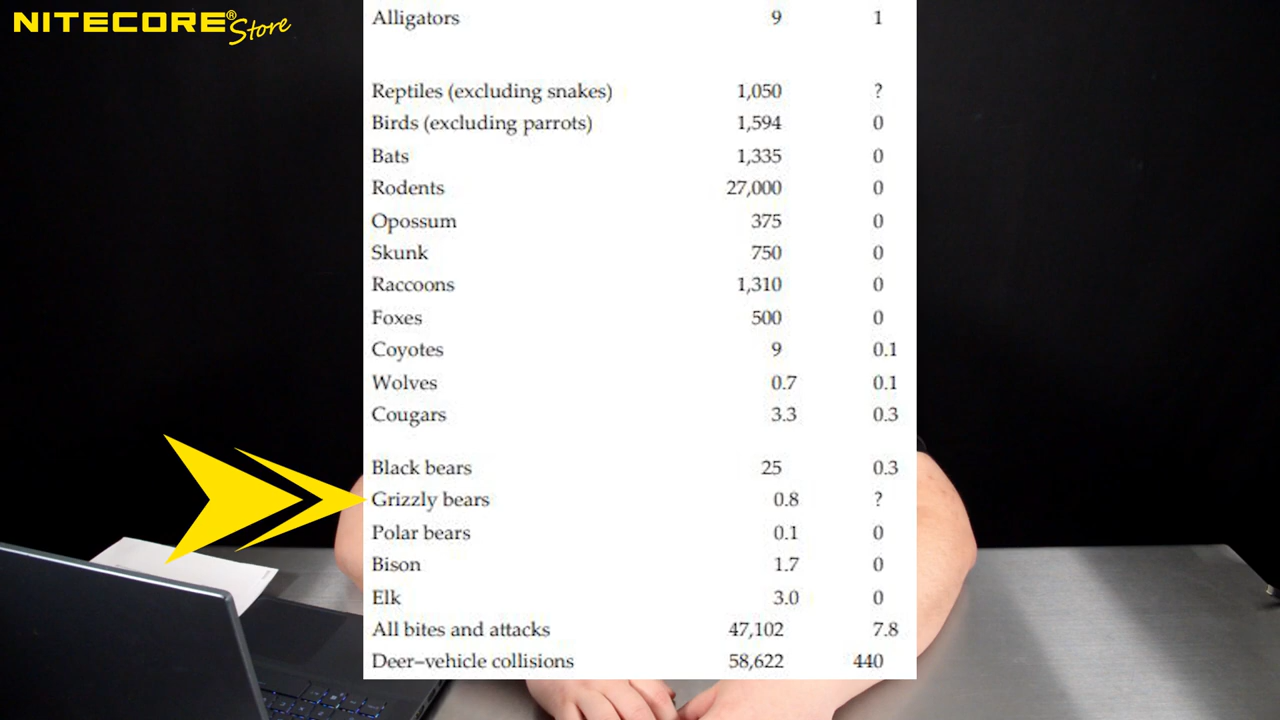 NITECORE® Store
Alligators 9 1
Reptiles (excluding snakes) 1,050 ?
Birds (excluding parrots) 1,594 0
Bats 1,335 0
Rodents 27,000 0
Opossum 375 0
Skunk 750 0
Raccoons 1,310 0
Foxes 500 0
Coyotes 9 0.1
Wolves 0.7 0.1
Cougars 3.3 0.3
Black bears 25 0.3
Grizzly bears 0.8 ?
Polar bears 0.1 0
Bison 1.7 0
Elk 3.0 0
All bites and attacks 47,102 7.8
Deer–vehicle collisions 58,622 440